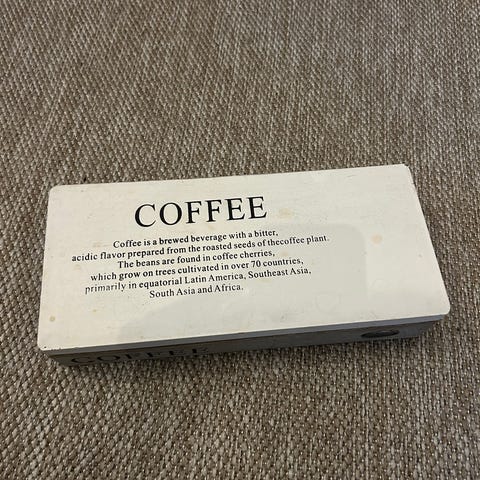 COFFEE
Coffee is a brewed beverage with a bitter,
acidic flavor prepared from the roasted seeds of thecoffee plant.
The beans are found in coffee cherries,
which grow on trees cultivated in over 70 countries,
primarily in equatorial Latin America, Southeast Asia,
South Asia and Africa.
COFFEE